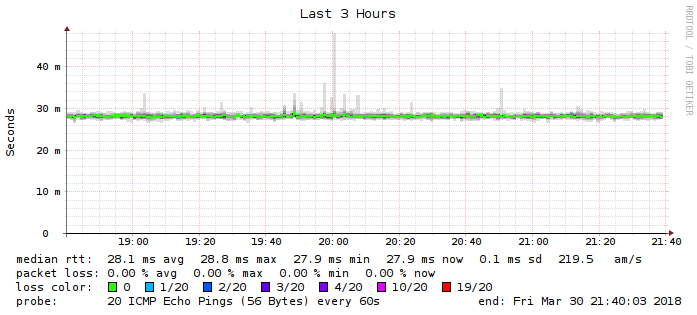 Last 3 Hours
RRDTOOL / TOBI OETIKER
Seconds
40 m
30 m
20 m
10 m
0
19:00 19:20 19:40 20:00 20:20 20:40 21:00 21:20 21:40
median rtt: 28.1 ms avg 28.8 ms max 27.9 ms min 27.9 ms now 0.1 ms sd 219.5 am/s
packet loss: 0.00 % avg 0.00 % max 0.00 % min 0.00 % now
loss color: 0 1/20 2/20 3/20 4/20 10/20 19/20
probe: 20 ICMP Echo Pings (56 Bytes) every 60s end: Fri Mar 30 21:40:03 2018